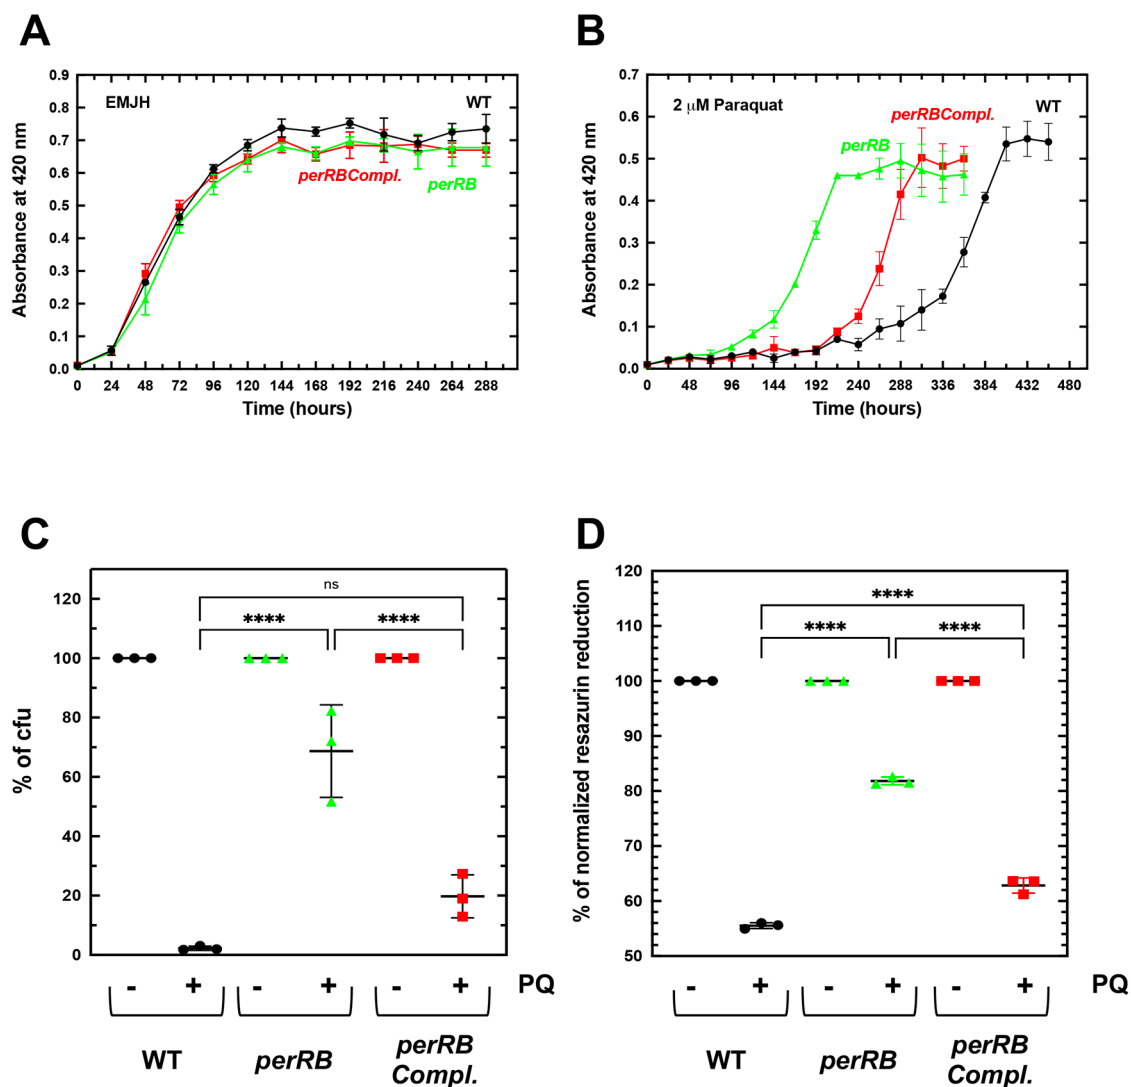 A
0.9
0.8
0.7
0.6
0.5
0.4
0.3
0.2
0.1
0.0
Absorbance at 420 nm
EMJH
WT
perRBCompl.
perRB
0 24 48 72 96 120 144 168 192 216 240 264 288
Time (hours)
B
0.7
0.6
0.5
0.4
0.3
0.2
0.1
0.0
Absorbance at 420 nm
2 μM Paraquat
WT
perRBCompl.
perRB
0 48 96 144 192 240 288 336 384 432 480
Time (hours)
C
120
100
80
60
40
20
0
% of cfu
ns
**** ****
- + - + - + PQ
WT perRB perRB
Compl.
D
120
110
100
90
80
70
60
50
% of normalized resazurin reduction
****
**** ****
- + - + - + PQ
WT perRB perRB
Compl.